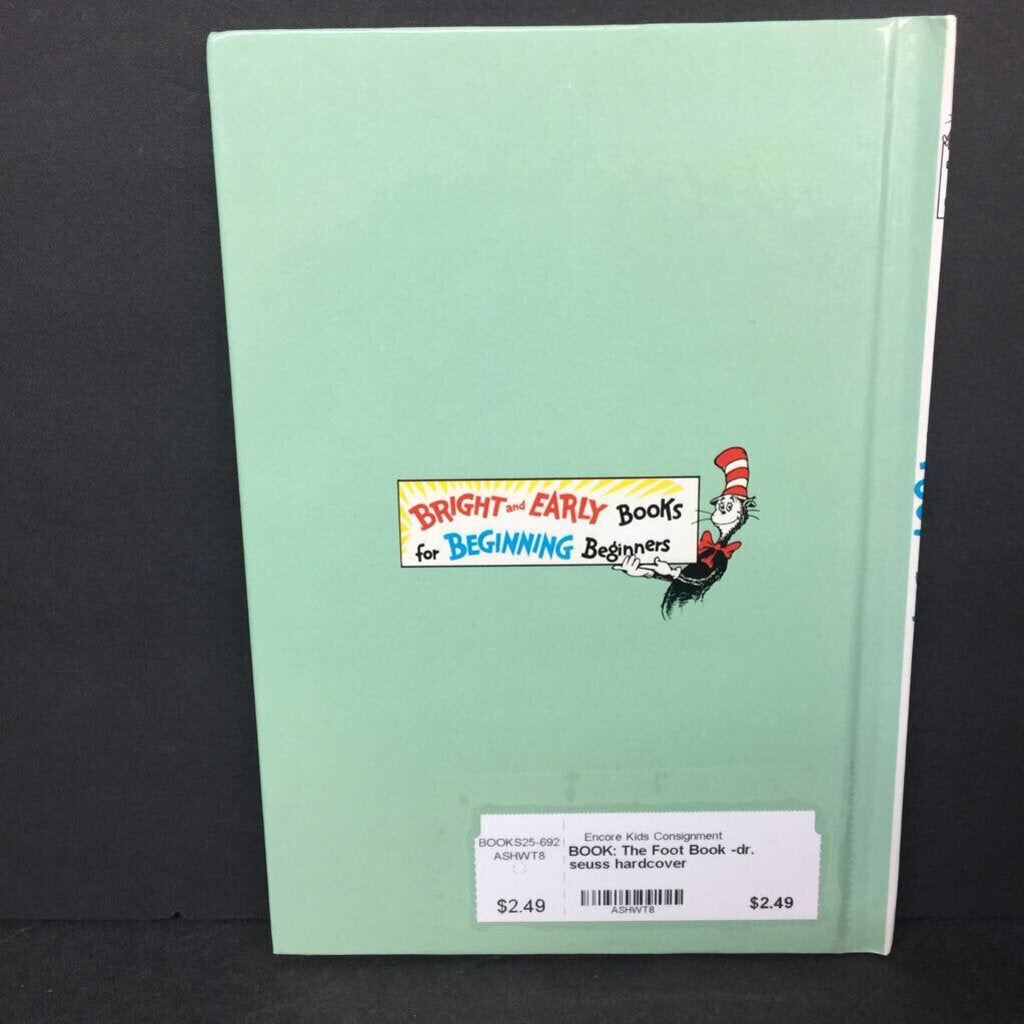 BRIGHT and EARLY BOOKS
for BEGINNING Beginners
BOOKS25-692
ASHWT8
$2.49
Encore Kids Consignment
BOOK: The Foot Book -dr.
seuss hardcover
ASHWT8
$2.49